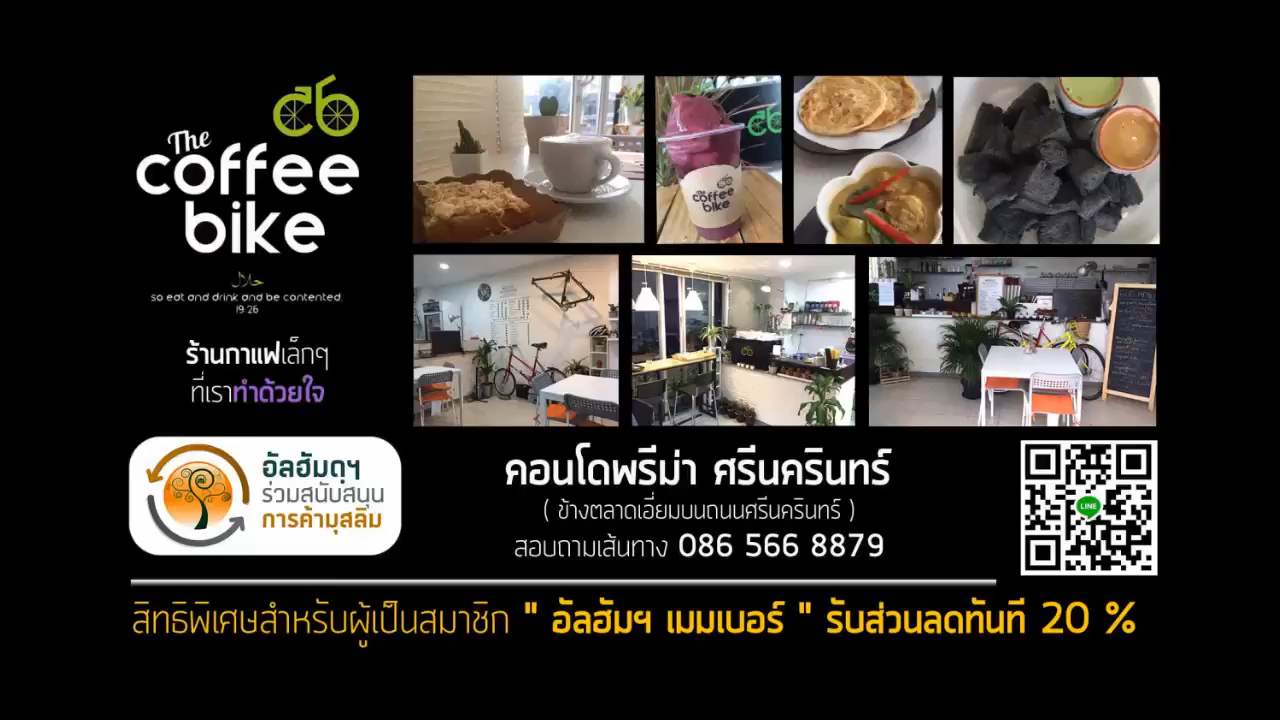 The
coffee
bike
حلال
so eat and drink and be contented.
19:26
ร้านกาแฟเล็กๆ
ที่เราทำด้วยใจ
The
coffee
bike
อัลฮัมดุฯ
ร่วมสนับสนุน
การค้ามุสลิม
คอนโดพรีม่า ศรีนครินทร์
( ข้างตลาดเอี่ยมบนถนนศรีนครินทร์ )
สอบถามเส้นทาง 086 566 8879
LINE
สิทธิพิเศษสำหรับผู้เป็นสมาชิก " อัลฮัมฯ เมมเบอร์ " รับส่วนลดทันที 20 %